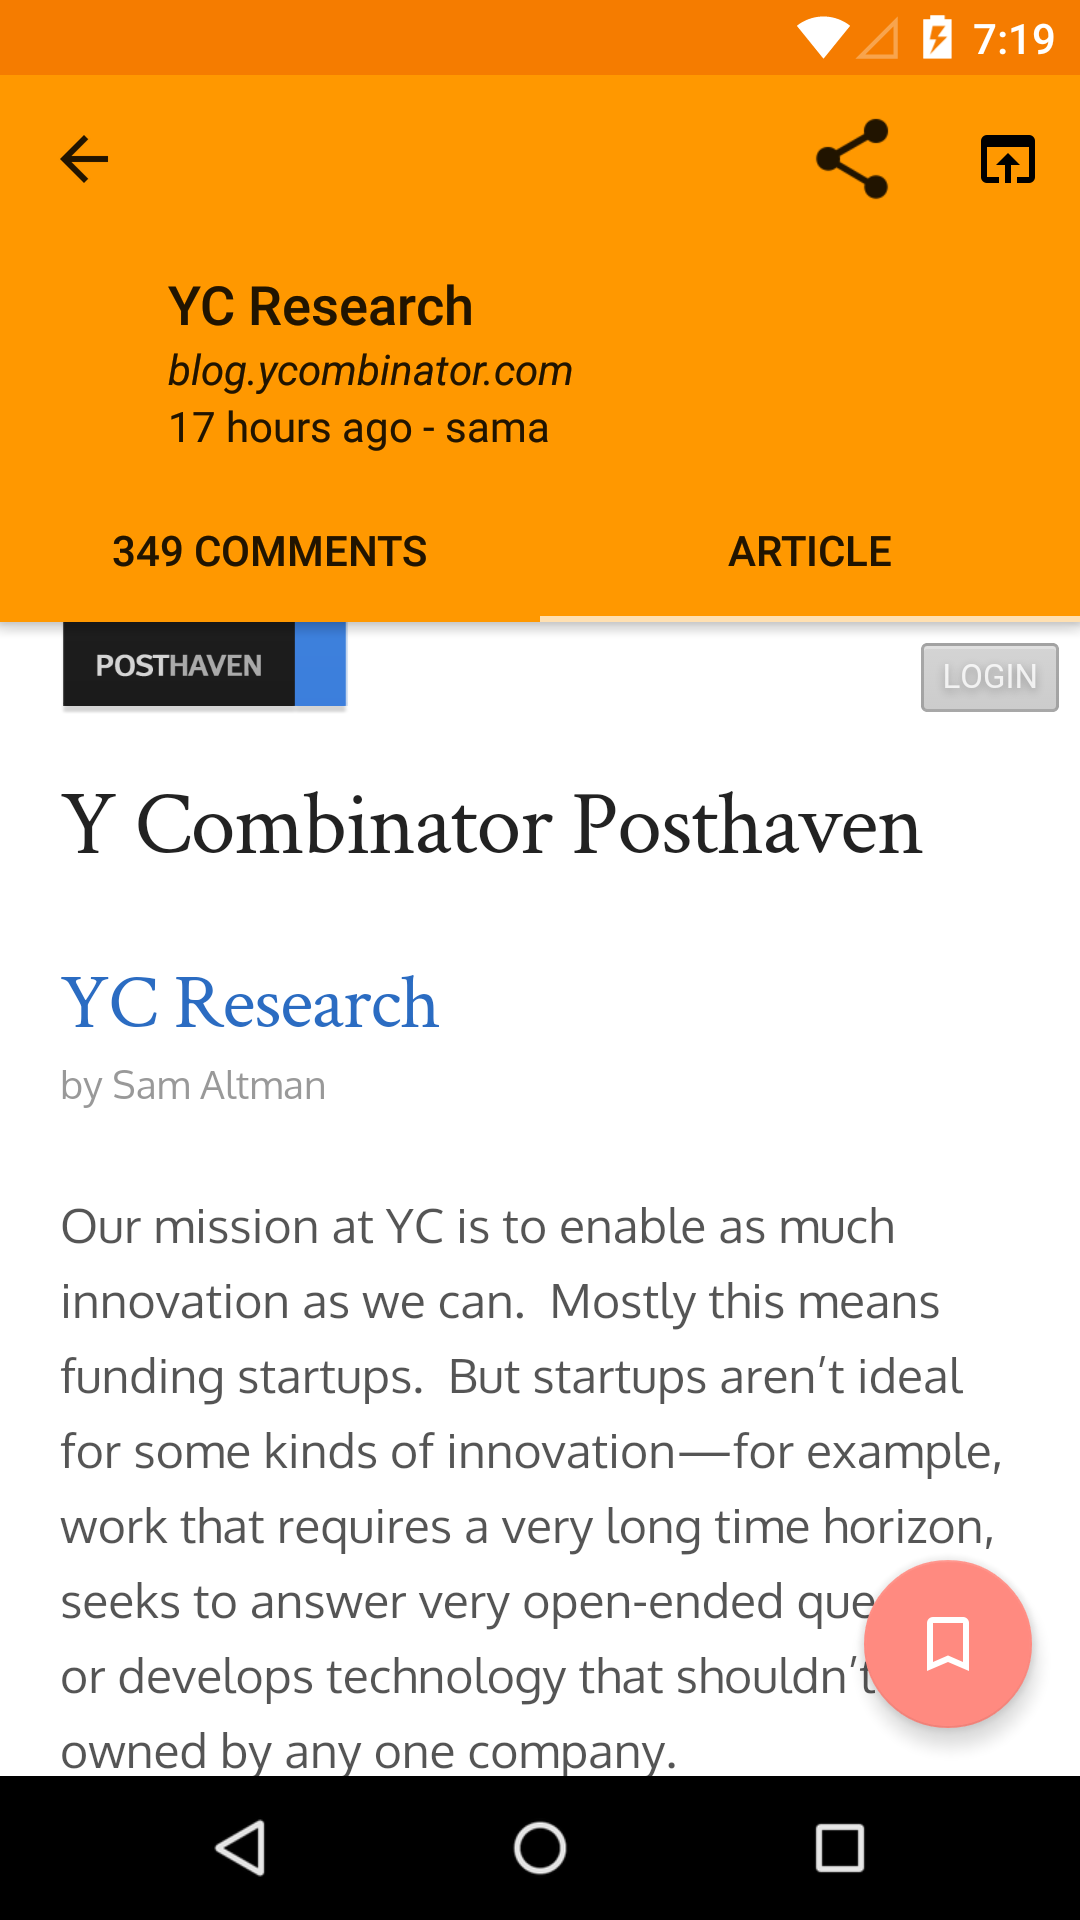 7:19
YC Research
blog.ycombinator.com
17 hours ago - sama
349 COMMENTS
ARTICLE
POSTHAVEN
LOGIN
Y Combinator Posthaven
YC Research
by Sam Altman
Our mission at YC is to enable as much
innovation as we can.  Mostly this means
funding startups.  But startups aren’t ideal
for some kinds of innovation—for example,
work that requires a very long time horizon,
seeks to answer very open-ended
or develops technology that shouldn’t
owned by any one company.